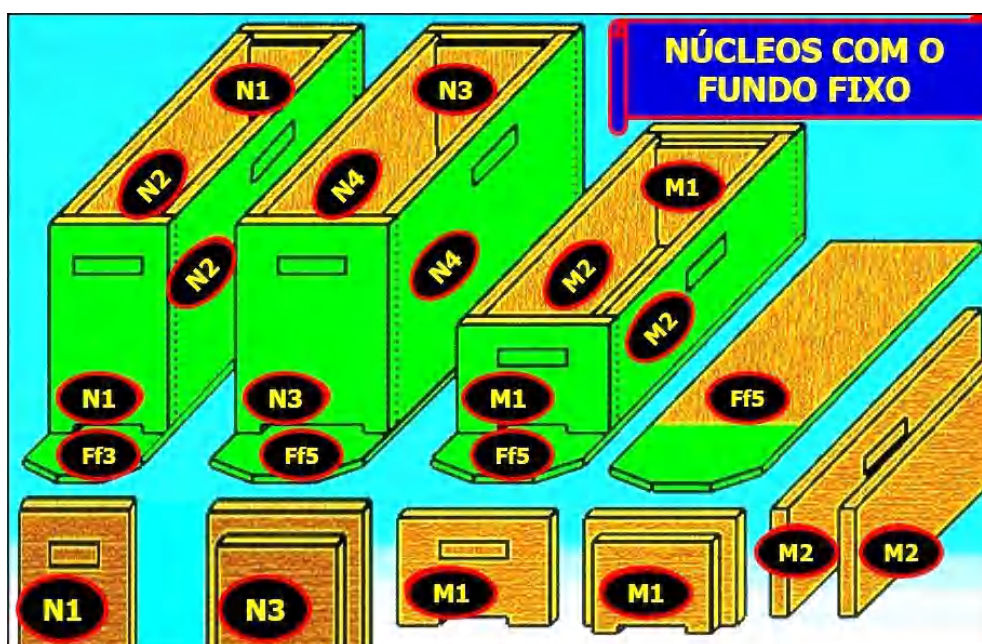 NÚCLEOS COM O
FUNDO FIXO
N1
N3
N2
N4
M1
N2
N4
M2
M2
N1
N3
M1
Ff5
Ff3
Ff5
Ff5
N1
N3
M1
M1
M2
M2